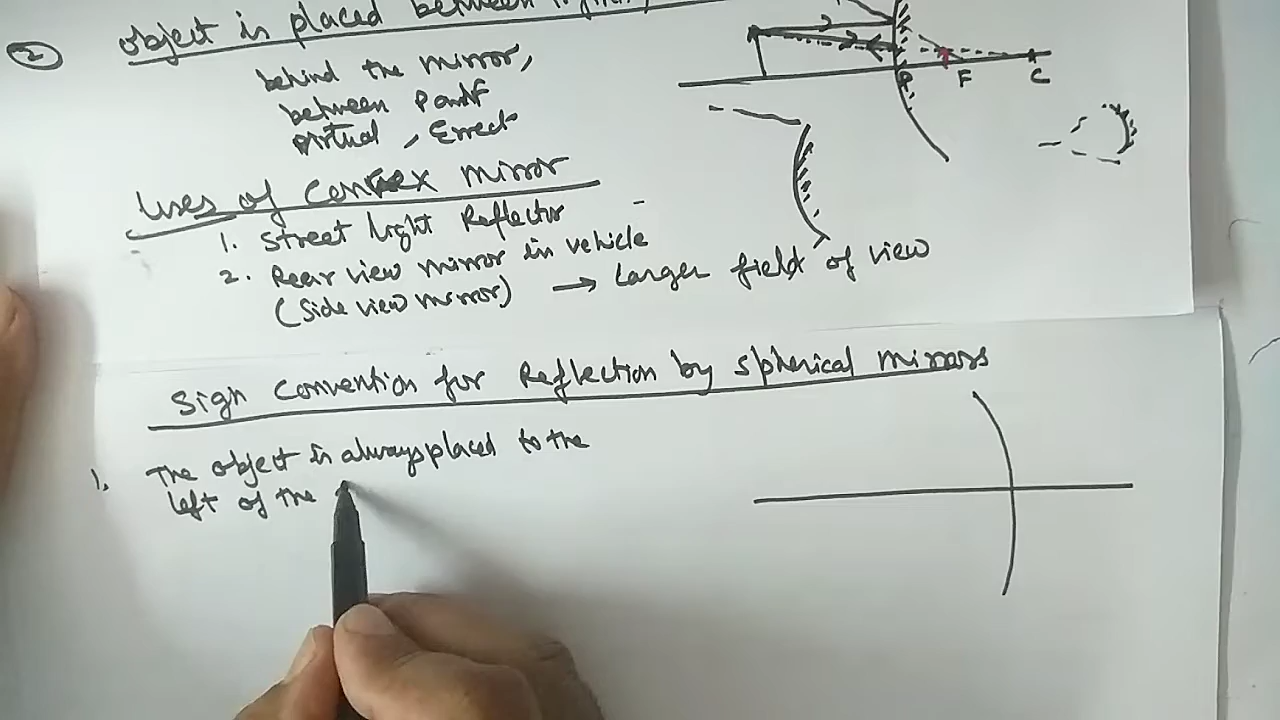 2 object is placed between
behind the mirror,
between P and F
virtual, Erect
Uses of Convex mirror
1. Street light Reflector
2. Rear view mirror in vehicle
(Side view mirror) → Larger field of view
P F C
Sign Convention for Reflection by Spherical mirrors
1. The object is always placed to the
left of the